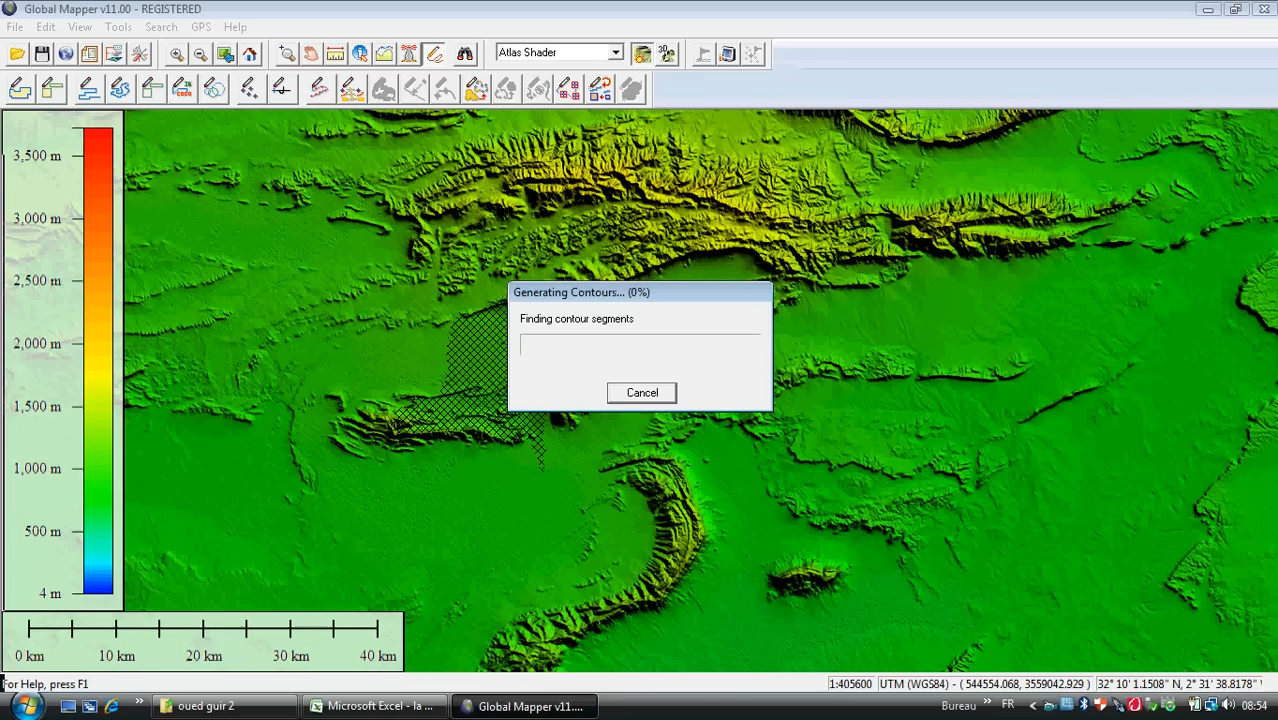 Global Mapper v11.00 - REGISTERED
File Edit View Tools Search GPS Help
Atlas Shader
3D
3,500 m
3,000 m
2,500 m
2,000 m
1,500 m
1,000 m
500 m
4 m
Generating Contours... (0%)
Finding contour segments
Cancel
0 km 10 km 20 km 30 km 40 km
For Help, press F1
1:405600 UTM (WGS84) - ( 544554.068, 3559042.929 ) 32° 10' 1.1508" N, 2° 31' 38.8178"
oued guir 2
Microsoft Excel - la ...
Global Mapper v11....
Bureau
FR
08:54